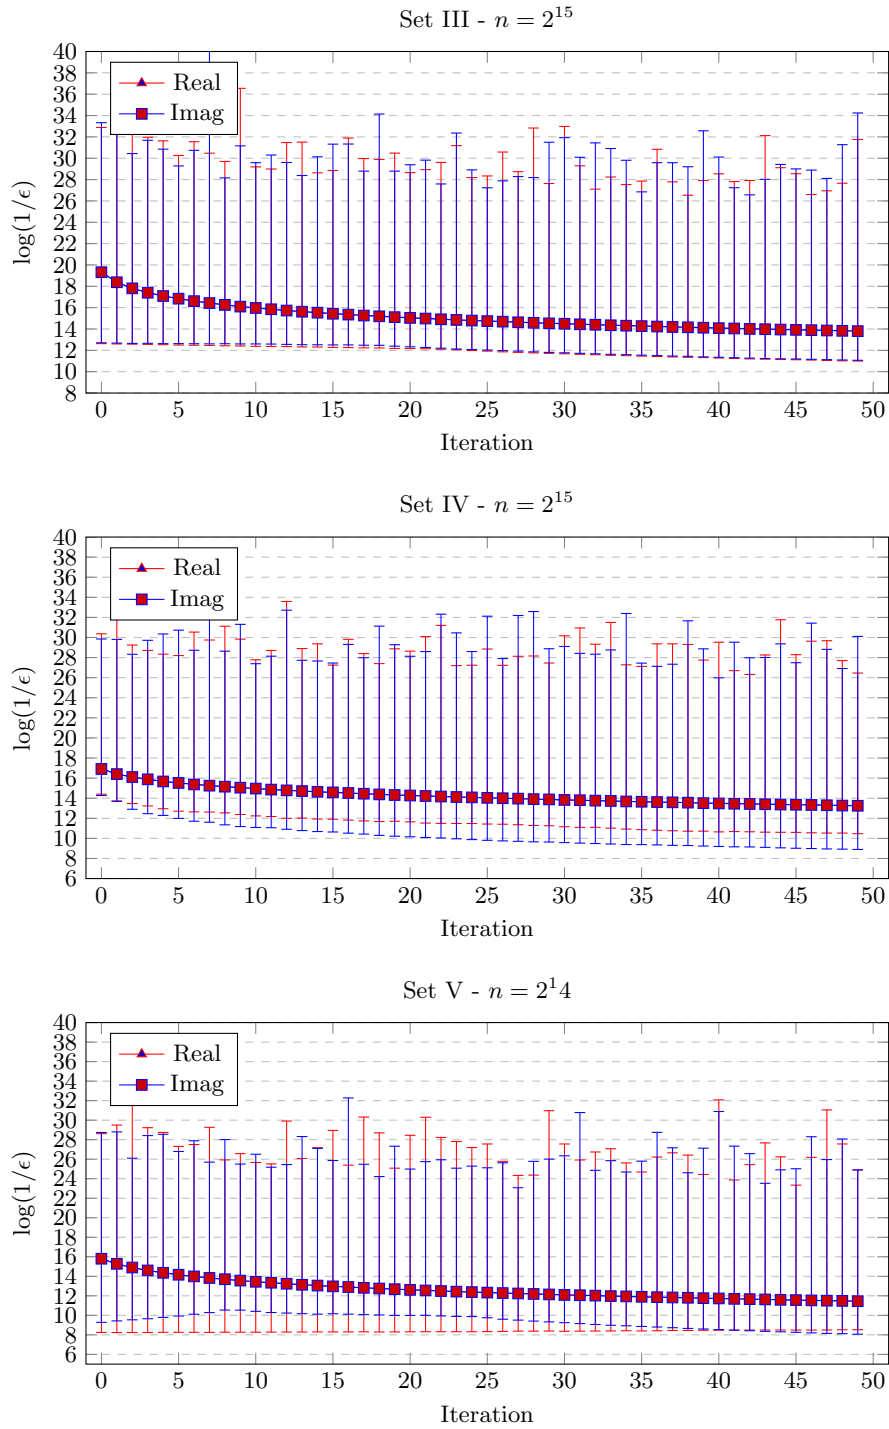 Set III - n = 2^15
40
38
36
34
32
30
28
26
24
22
20
18
16
14
12
10
8
log(1/ϵ)
Real
Imag
0 5 10 15 20 25 30 35 40 45 50
Iteration
Set IV - n = 2^15
40
38
36
34
32
30
28
26
24
22
20
18
16
14
12
10
8
6
log(1/ϵ)
Real
Imag
0 5 10 15 20 25 30 35 40 45 50
Iteration
Set V - n = 2^14
40
38
36
34
32
30
28
26
24
22
20
18
16
14
12
10
8
6
log(1/ϵ)
Real
Imag
0 5 10 15 20 25 30 35 40 45 50
Iteration